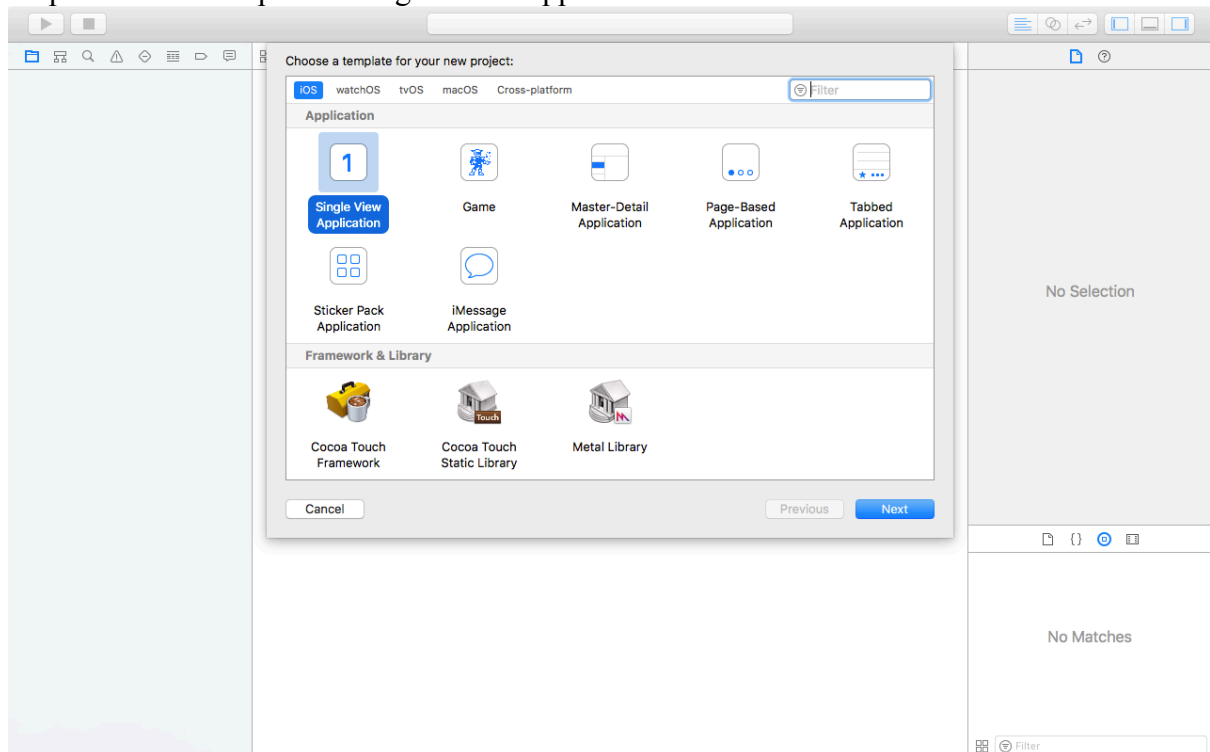 Choose a template for your new project:
iOS watchOS tvOS macOS Cross-platform Filter
Application
1
Single View Application
Game
Master-Detail Application
Page-Based Application
Tabbed Application
Sticker Pack Application
iMessage Application
Framework & Library
Cocoa Touch Framework
Touch
Cocoa Touch Static Library
Metal Library
Cancel Previous Next
No Selection
{}
No Matches
Filter